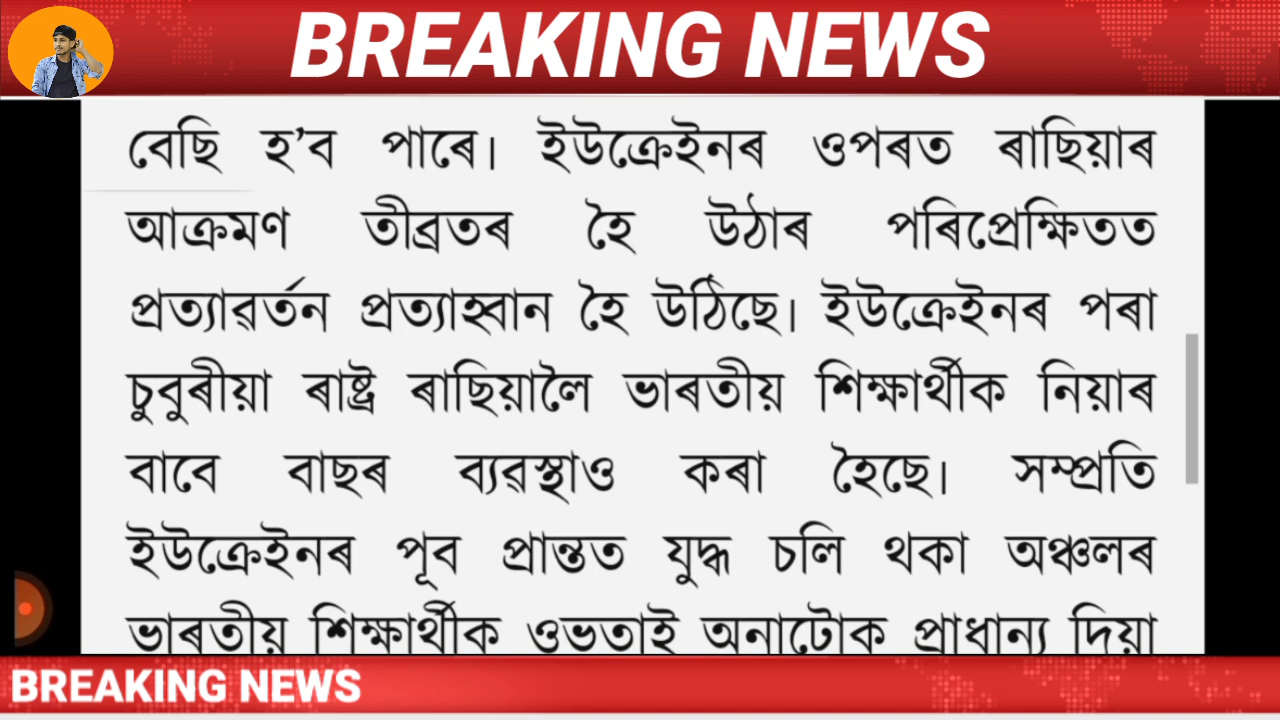 BREAKING NEWS
বেছি হ’ব পাৰে। ইউক্ৰেইনৰ ওপৰত ৰাছিয়াৰ
আক্ৰমণ তীব্ৰতৰ হৈ উঠাৰ পৰিপ্ৰেক্ষিতত
প্ৰত্যাৱৰ্তন প্ৰত্যাহ্বান হৈ উঠিছে। ইউক্ৰেইনৰ পৰা
চুবুৰীয়া ৰাষ্ট্ৰ ৰাছিয়ালৈ ভাৰতীয় শিক্ষাৰ্থীক নিয়াৰ
বাবে বাছৰ ব্যৱস্থাও কৰা হৈছে। সম্প্ৰতি
ইউক্ৰেইনৰ পূব প্ৰান্তত যুদ্ধ চলি থকা অঞ্চলৰ
ভাৰতীয় শিক্ষাৰ্থীক ওভতাই অনাটোক প্ৰাধান্য দিয়া
BREAKING NEWS